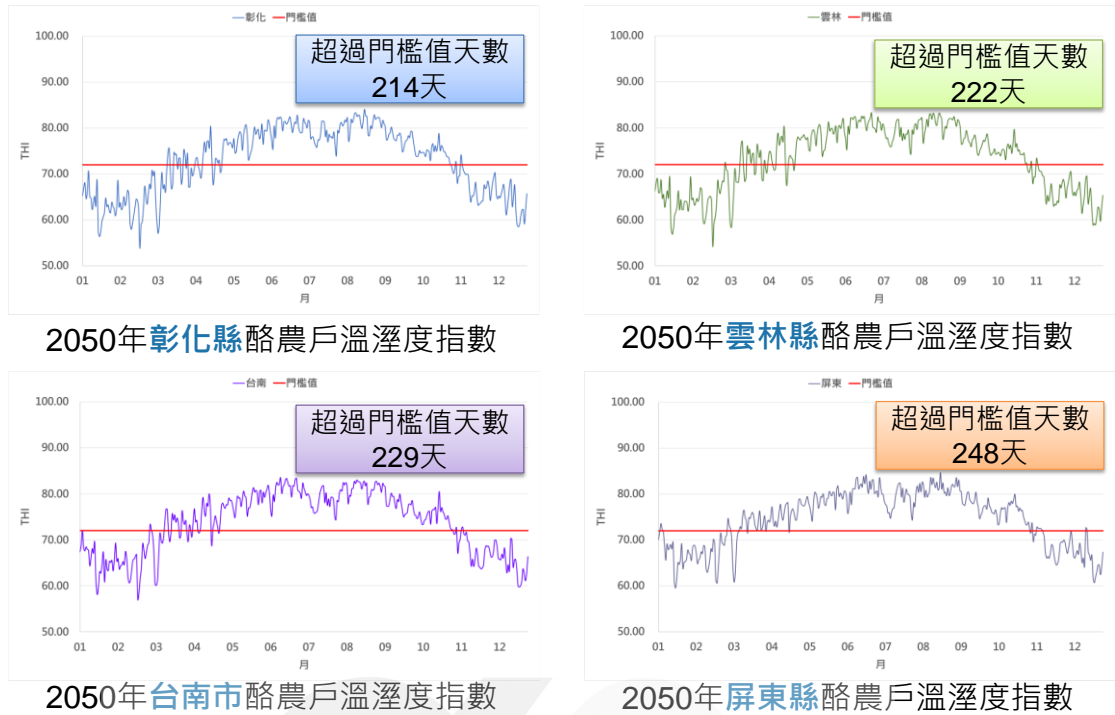 彰化 門檻值
超過門檻值天數
214天
100.00
90.00
80.00
70.00
60.00
50.00
THI
01 02 03 04 05 06 07 08 09 10 11 12
月
2050年彰化縣酪農戶溫溼度指數
雲林 門檻值
超過門檻值天數
222天
100.00
90.00
80.00
70.00
60.00
50.00
THI
01 02 03 04 05 06 07 08 09 10 11 12
月
2050年雲林縣酪農戶溫溼度指數
台南 門檻值
超過門檻值天數
229天
100.00
90.00
80.00
70.00
60.00
50.00
THI
01 02 03 04 05 06 07 08 09 10 11 12
月
2050年台南市酪農戶溫溼度指數
屏東 門檻值
超過門檻值天數
248天
100.00
90.00
80.00
70.00
60.00
50.00
THI
01 02 03 04 05 06 07 08 09 10 11 12
月
2050年屏東縣酪農戶溫溼度指數